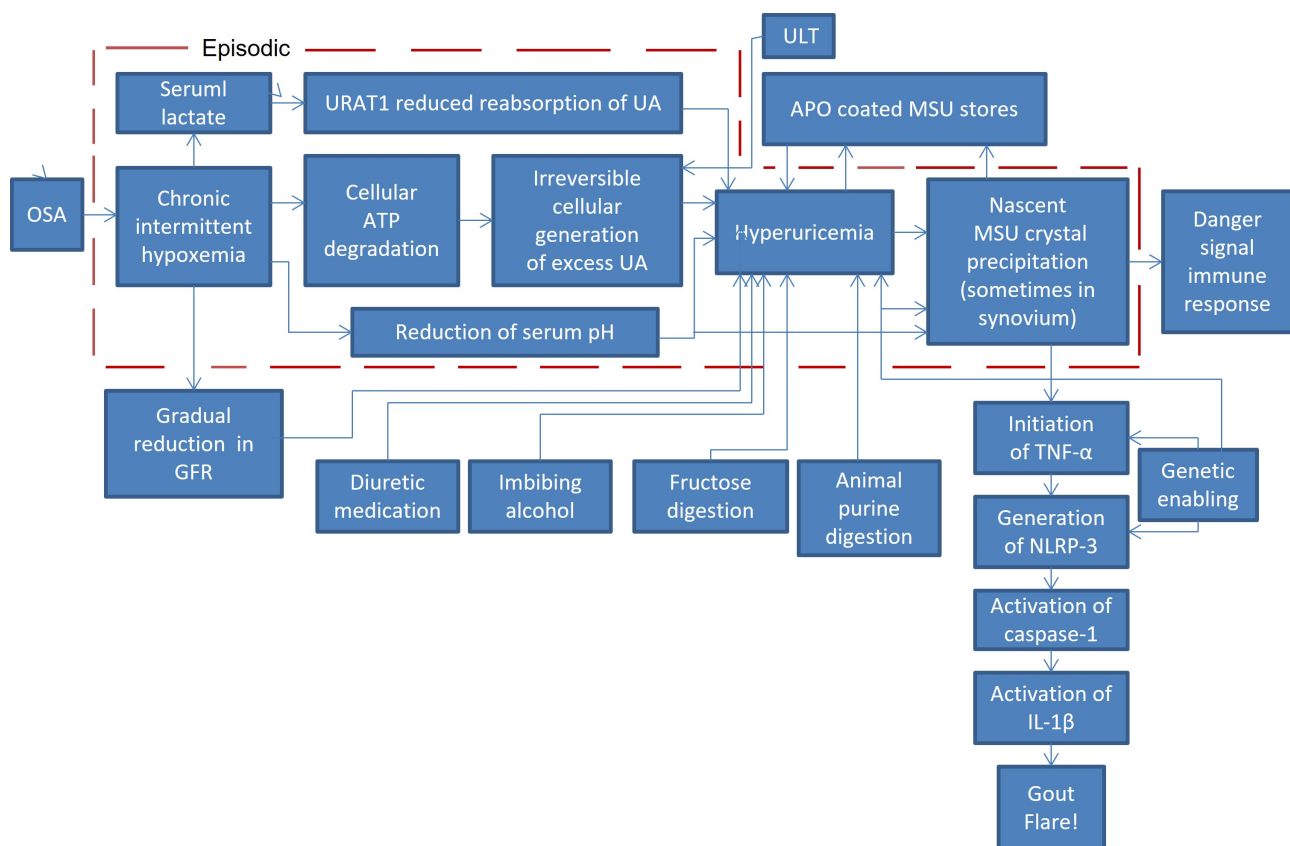 Episodic
ULT
Seruml
lactate
URAT1 reduced reabsorption of UA
APO coated MSU stores
OSA
Chronic
intermittent
hypoxemia
Cellular
ATP
degradation
Irreversible
cellular
generation
of excess UA
Hyperuricemia
Nascent
MSU crystal
precipitation
(sometimes in
synovium)
Danger
signal
immune
response
Reduction of serum pH
Gradual
reduction in
GFR
Diuretic
medication
Imbibing
alcohol
Fructose
digestion
Animal
purine
digestion
Initiation
of TNF-α
Genetic
enabling
Generation
of NLRP-3
Activation of
caspase-1
Activation of
IL-1β
Gout
Flare!